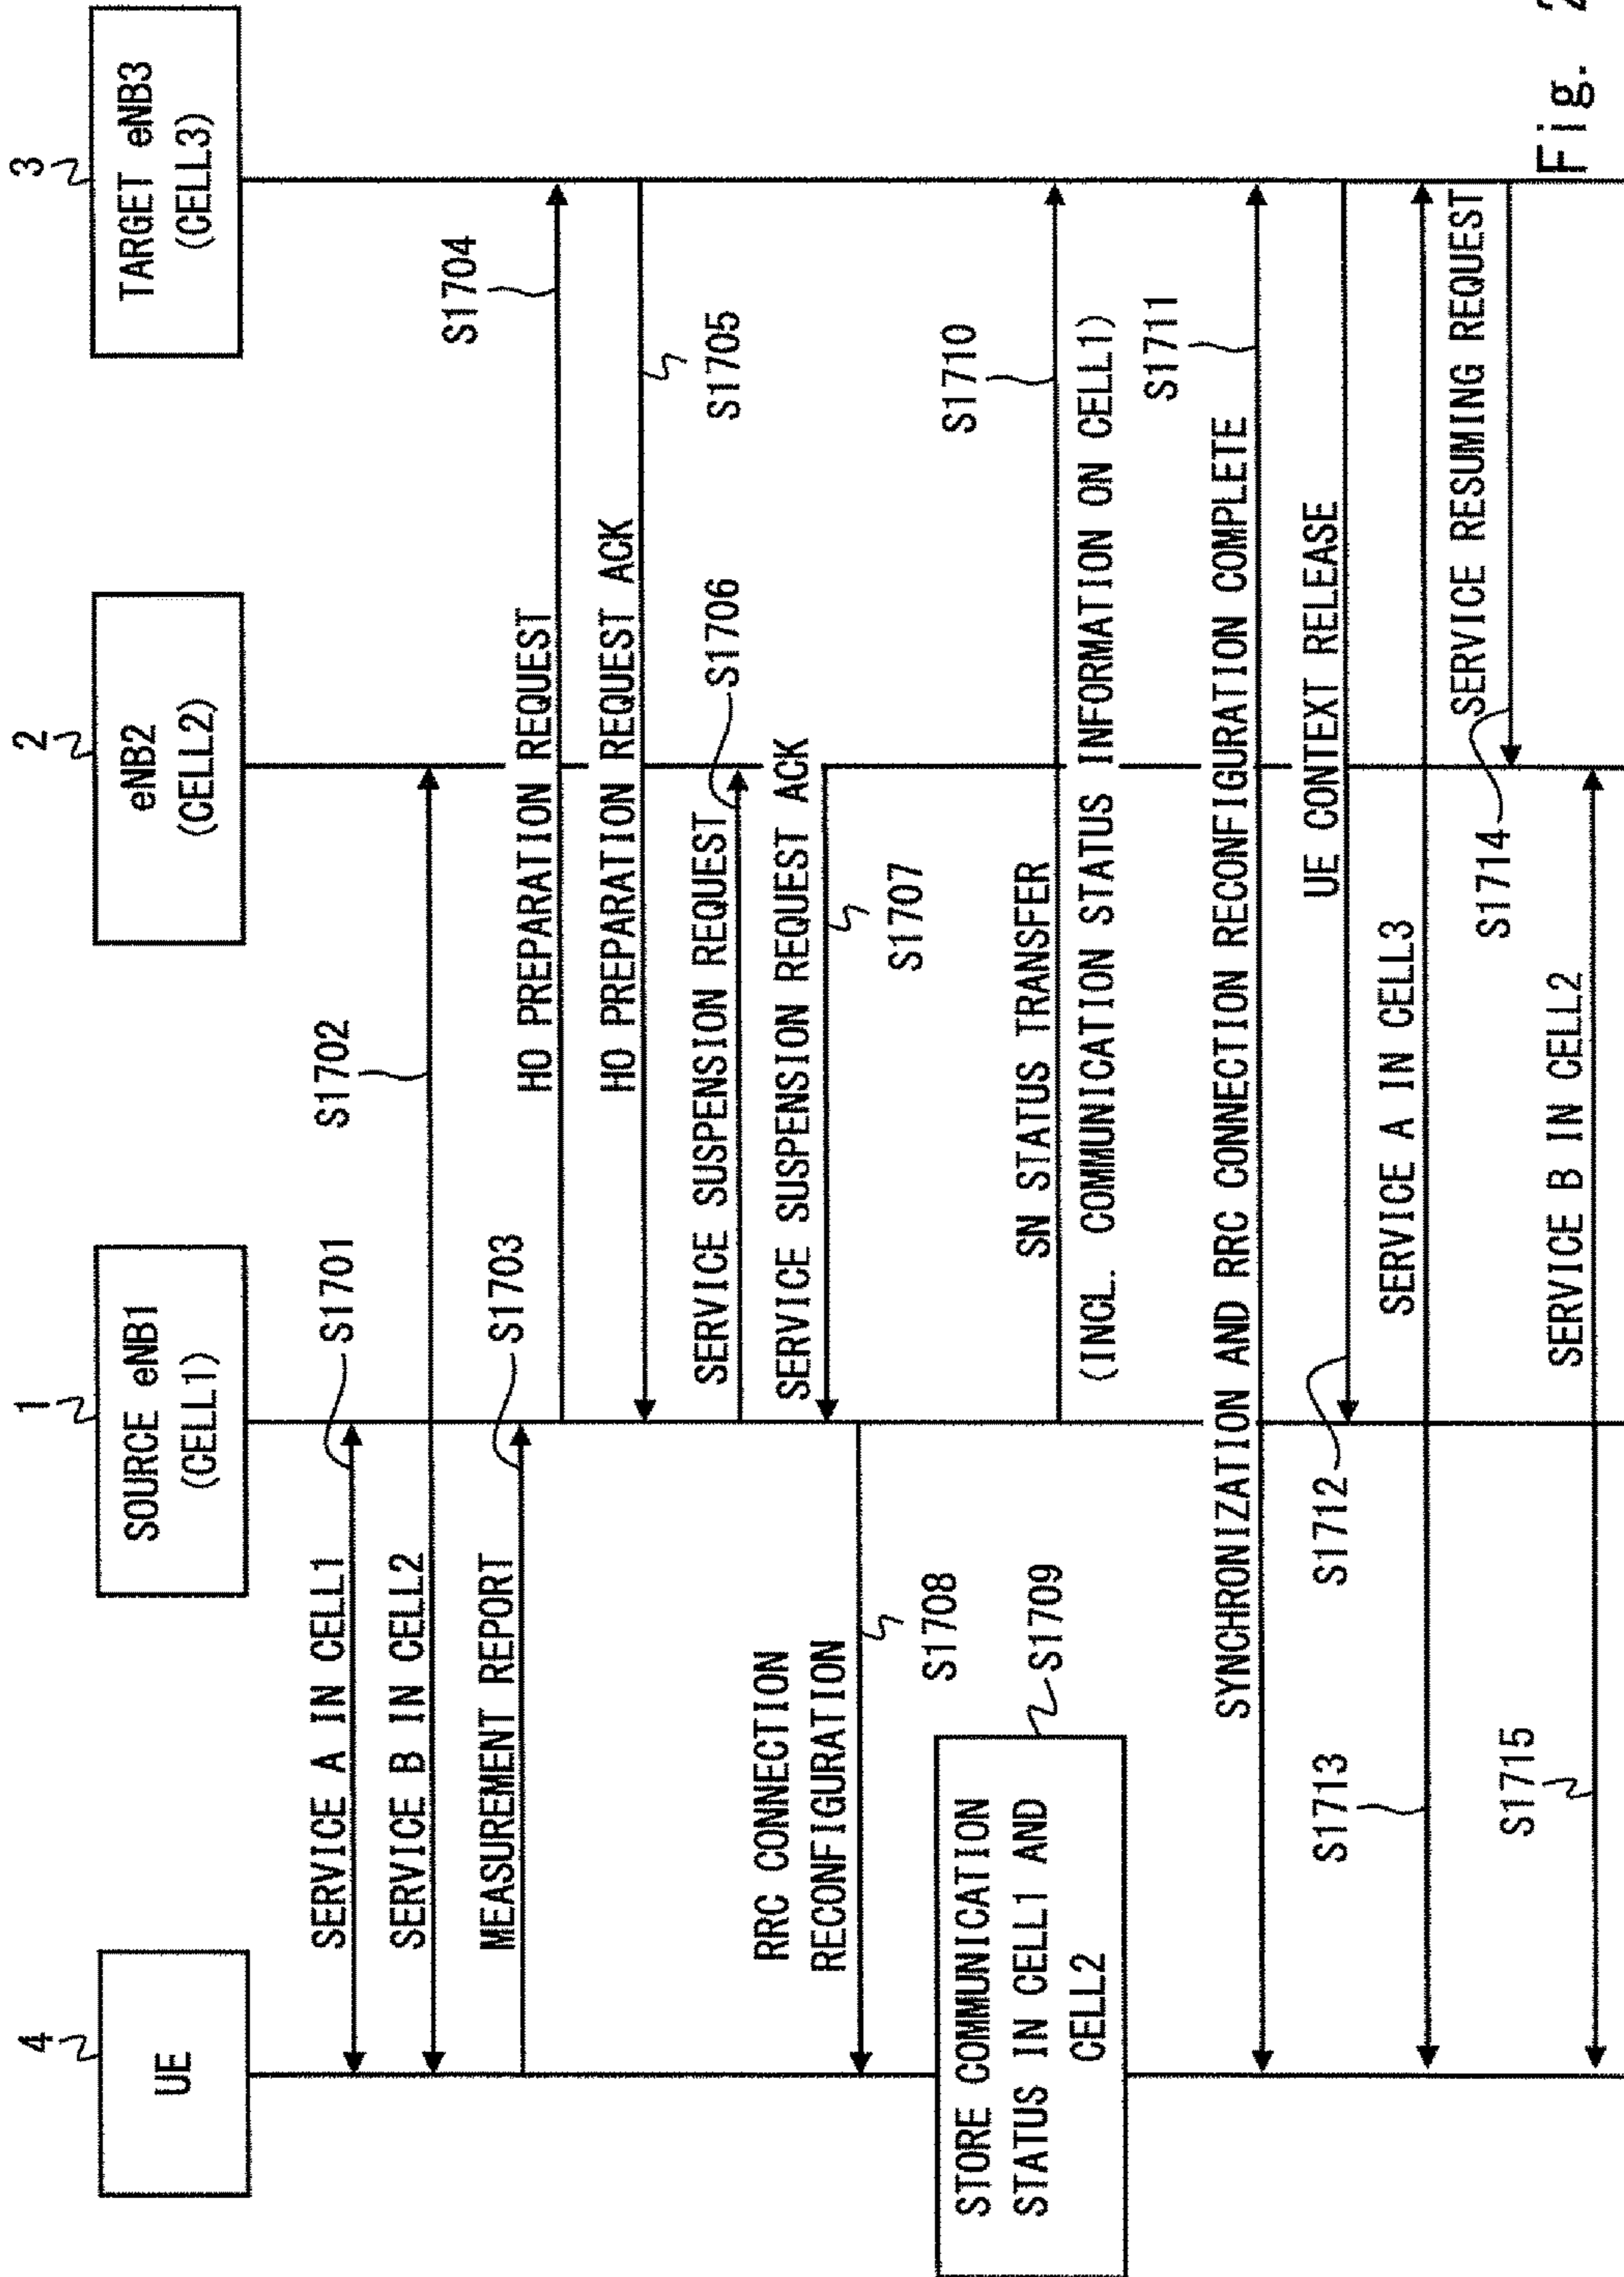 4
UE
1
SOURCE eNB1
(CELL1)
2
eNB2
(CELL2)
3
TARGET eNB3
(CELL3)
SERVICE A IN CELL1
S1701
SERVICE B IN CELL2
S1702
MEASUREMENT REPORT
S1703
HO PREPARATION REQUEST
S1704
HO PREPARATION REQUEST ACK
S1705
SERVICE SUSPENSION REQUEST
S1706
SERVICE SUSPENSION REQUEST ACK
S1707
RRC CONNECTION
RECONFIGURATION
S1708
STORE COMMUNICATION
STATUS IN CELL1 AND
CELL2
S1709
SN STATUS TRANSFER
S1710
(INCL. COMMUNICATION STATUS INFORMATION ON CELL1)
SYNCHRONIZATION AND RRC CONNECTION RECONFIGURATION COMPLETE
S1711
UE CONTEXT RELEASE
S1712
SERVICE A IN CELL3
S1713
SERVICE RESUMING REQUEST
S1714
SERVICE B IN CELL2
S1715
Fig. 2